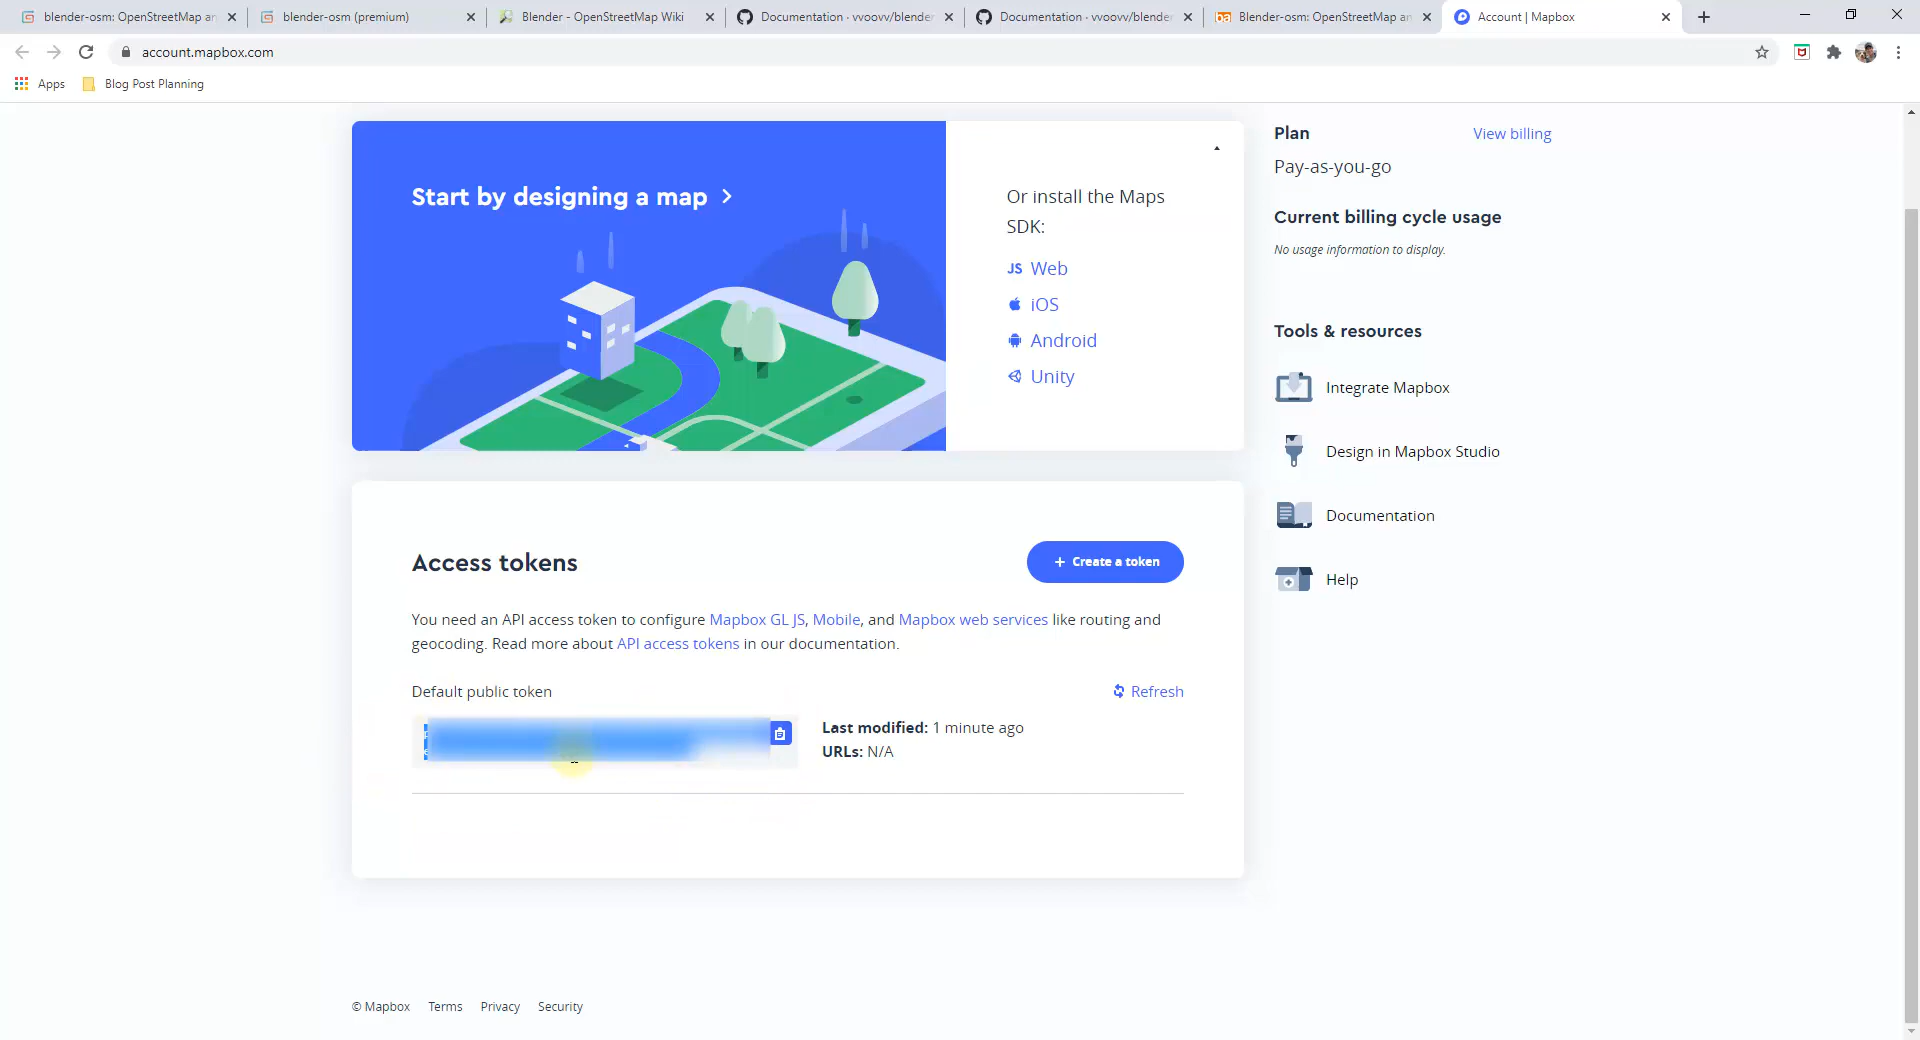 blender-osm: OpenStreetMap an
blender-osm (premium)
Blender - OpenStreetMap Wiki
Documentation · vvoovv/blender
Documentation · vvoovv/blender
Blender-osm: OpenStreetMap an
Account | Mapbox
account.mapbox.com
Apps
Blog Post Planning
Start by designing a map
Or install the Maps
SDK:
JS Web
iOS
Android
Unity
Plan
View billing
Pay-as-you-go
Current billing cycle usage
No usage information to display.
Tools & resources
Integrate Mapbox
Design in Mapbox Studio
Documentation
Help
Access tokens
+ Create a token
You need an API access token to configure Mapbox GL JS, Mobile, and Mapbox web services like routing and
geocoding. Read more about API access tokens in our documentation.
Default public token
Refresh
Last modified: 1 minute ago
URLs: N/A
© Mapbox
Terms
Privacy
Security